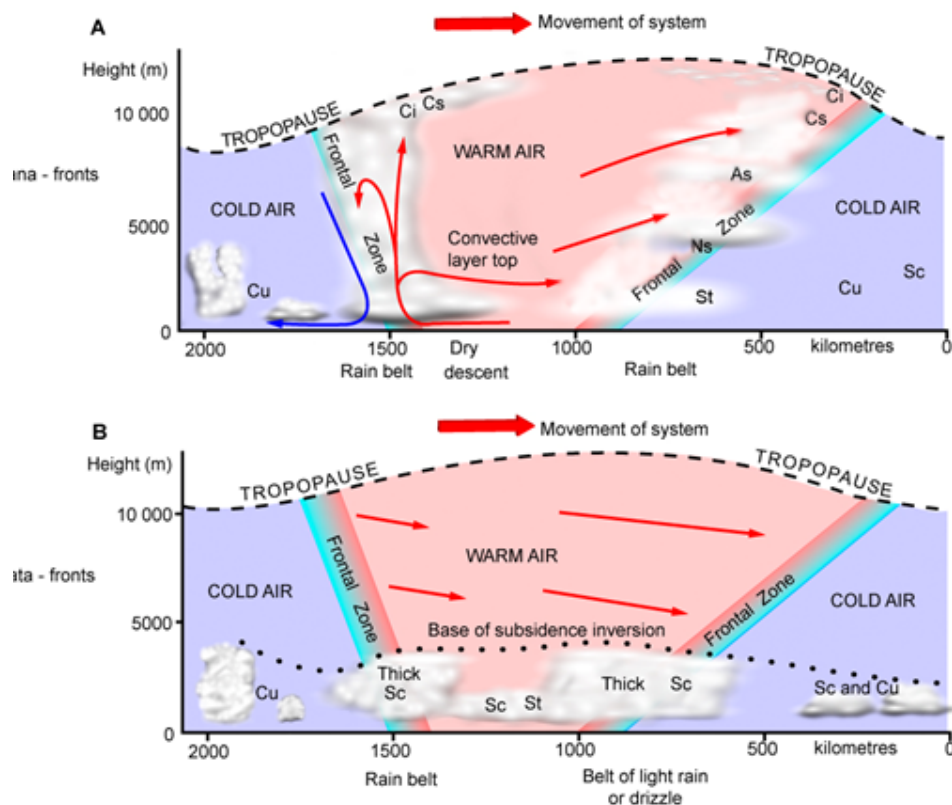 A
Movement of system
Height (m)
TROPOPAUSE
TROPOPAUSE
10 000
Ci
Cs
Ci
Cs
Frontal
Zone
WARM AIR
ana - fronts
COLD AIR
As
COLD AIR
5000
Convective
layer top
Frontal Zone
Ns
Sc
Cu
St
Cu
0
2000
1500
Dry
descent
1000
500
kilometres
0
Rain belt
Rain belt
B
Movement of system
Height (m)
TROPOPAUSE
TROPOPAUSE
10 000
Frontal
Zone
WARM AIR
ata - fronts
COLD AIR
Frontal Zone
COLD AIR
5000
Base of subsidence inversion
Cu
Thick
Sc
Sc
St
Thick
Sc
Sc and Cu
0
2000
1500
1000
500
kilometres
0
Rain belt
Belt of light rain
or drizzle